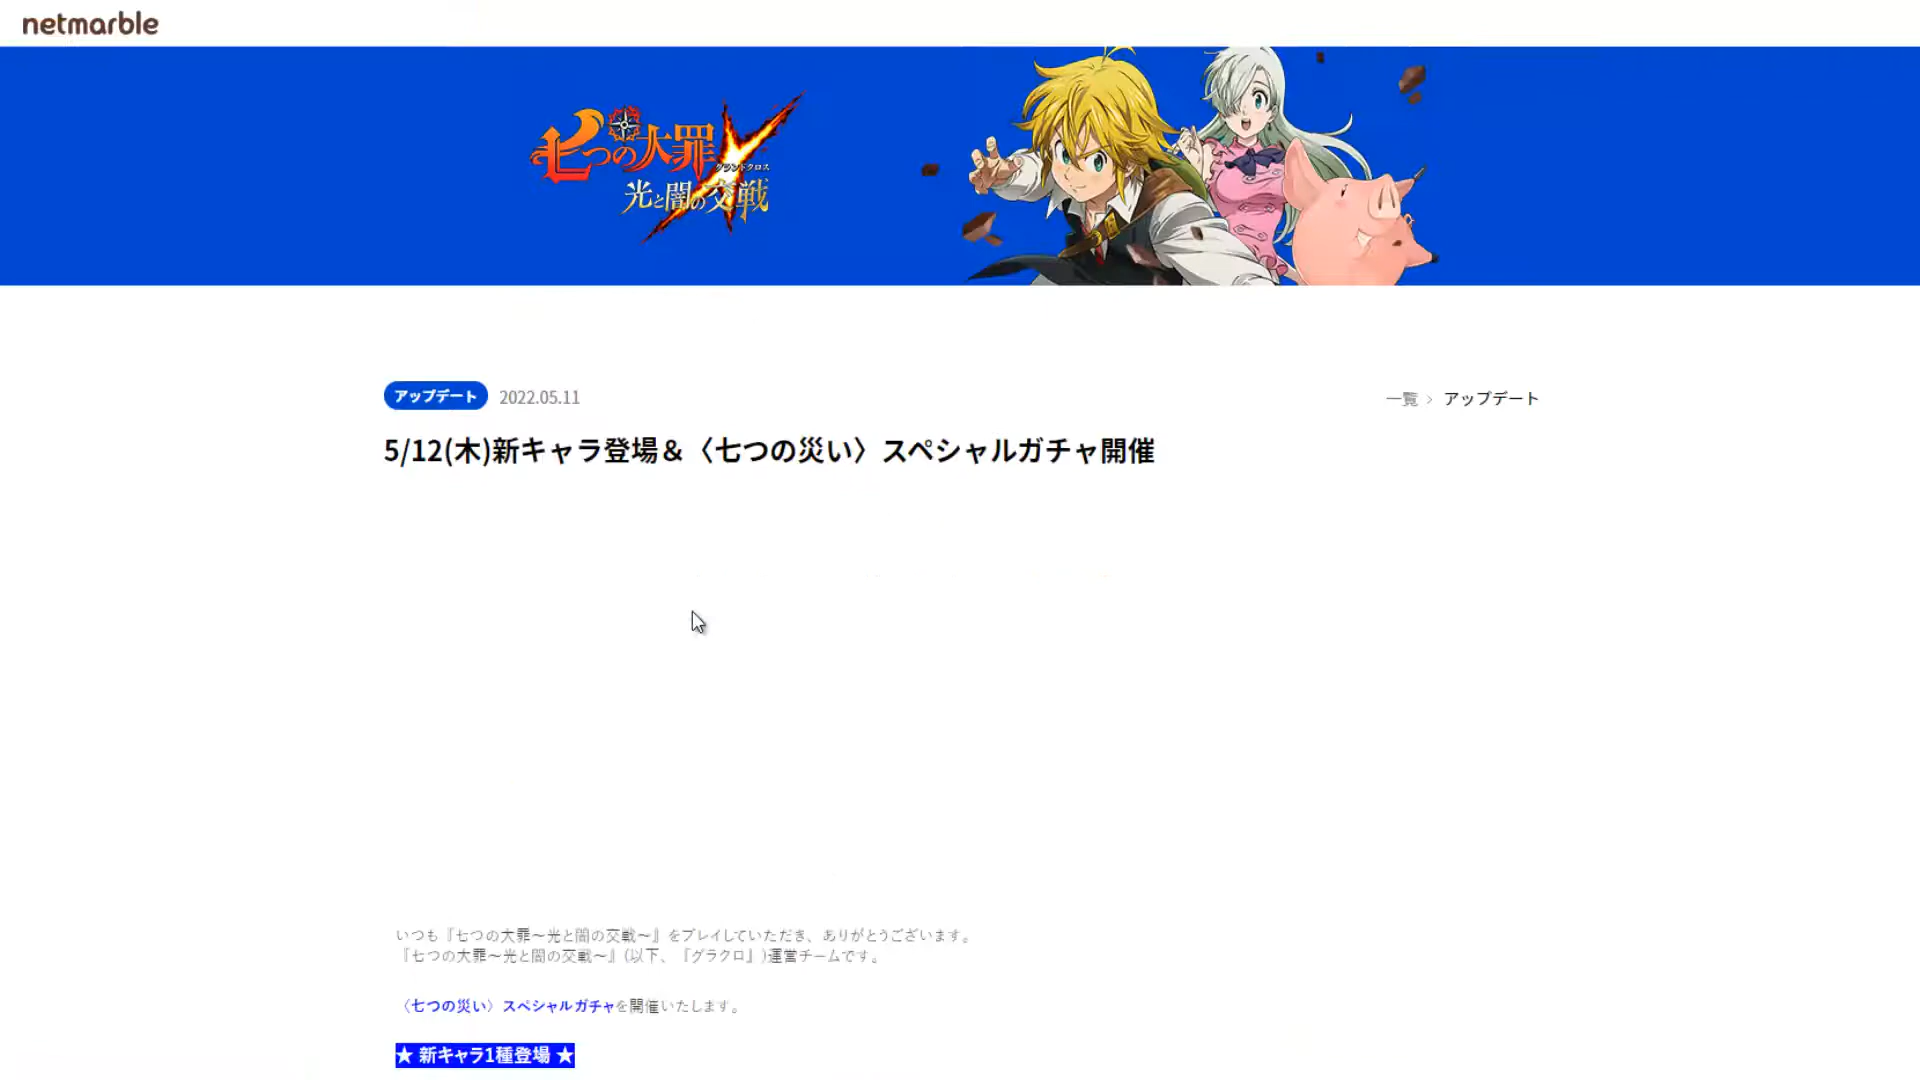 netmarble
七つの大罪
グランドクロス
光と闇の交戦
アップデート 2022.05.11
一覧 > アップデート
5/12(木)新キャラ登場＆〈七つの災い〉スペシャルガチャ開催
いつも『七つの大罪～光と闇の交戦～』をプレイしていただき、ありがとうございます。
『七つの大罪～光と闇の交戦～』(以下、『グラクロ』)運営チームです。
〈七つの災い〉スペシャルガチャを開催いたします。
★ 新キャラ1種登場 ★